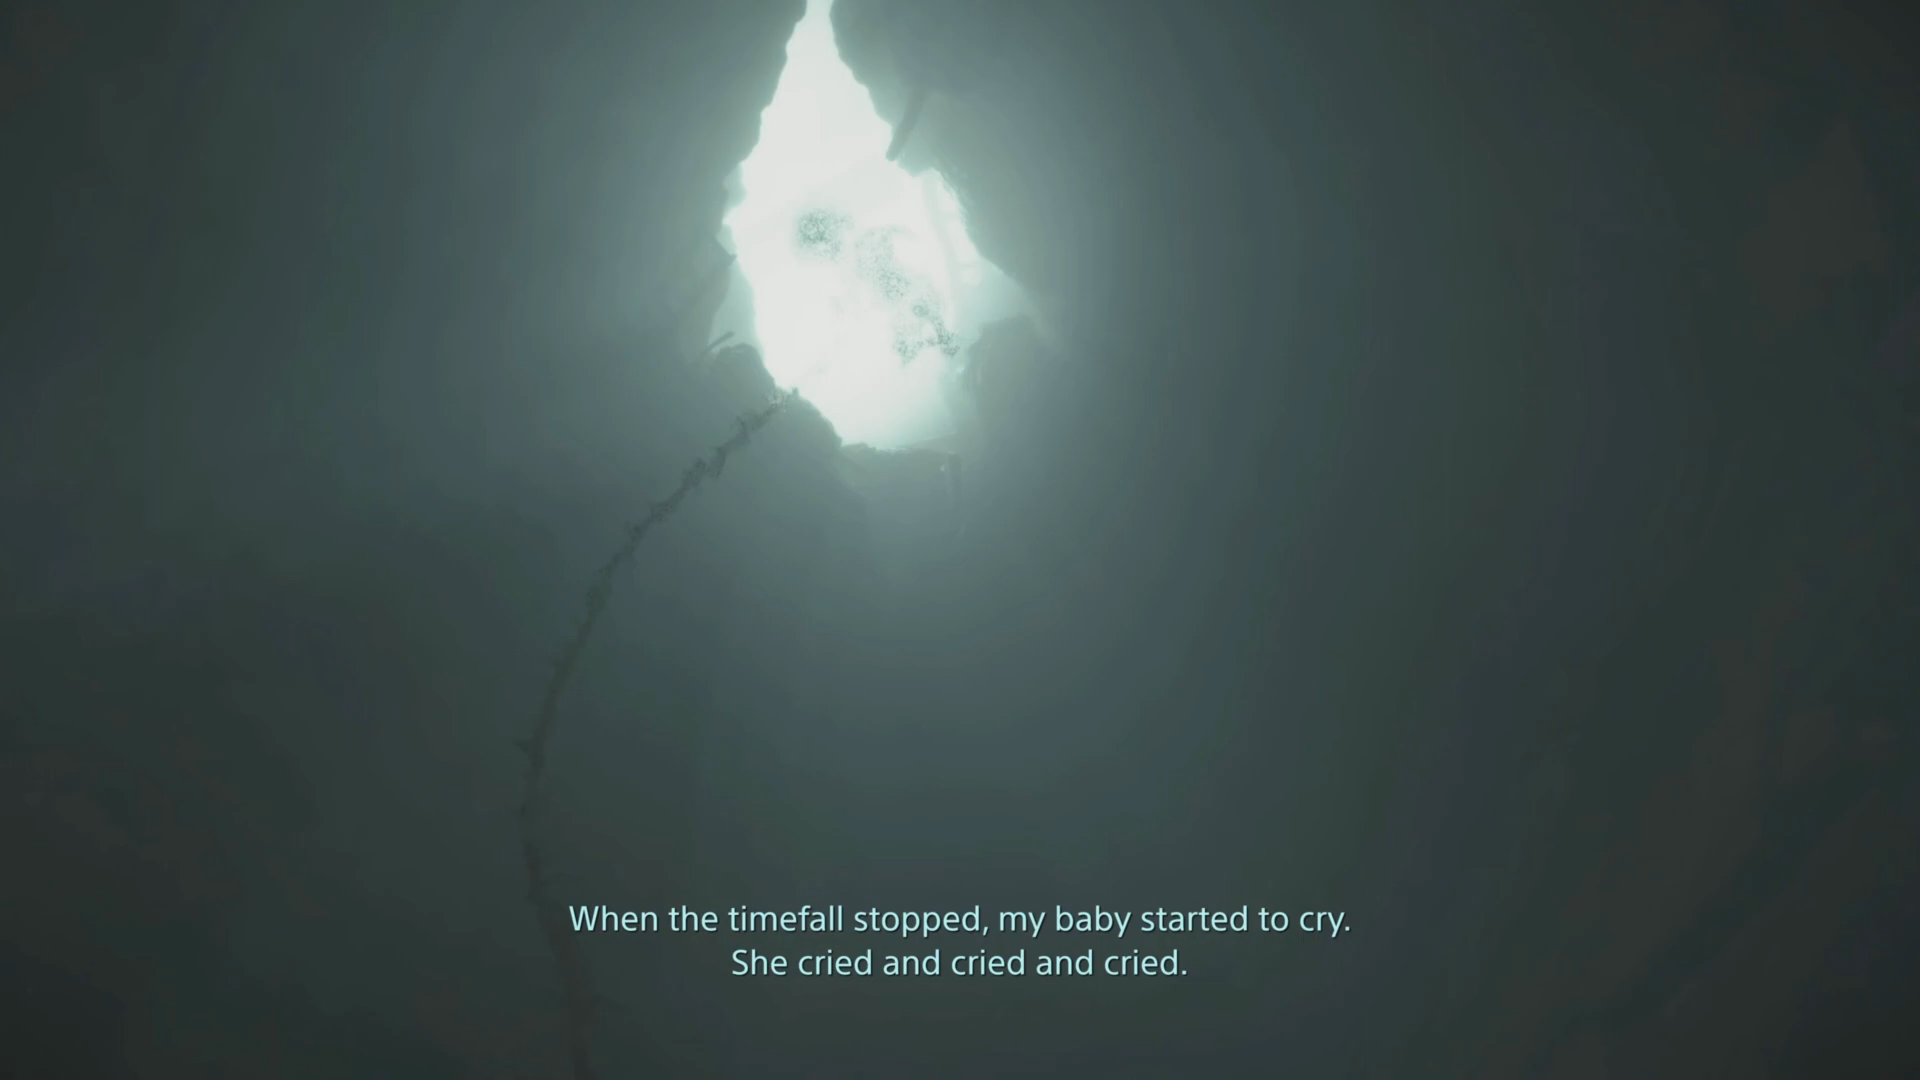 When the timefall stopped, my baby started to cry.
She cried and cried and cried.